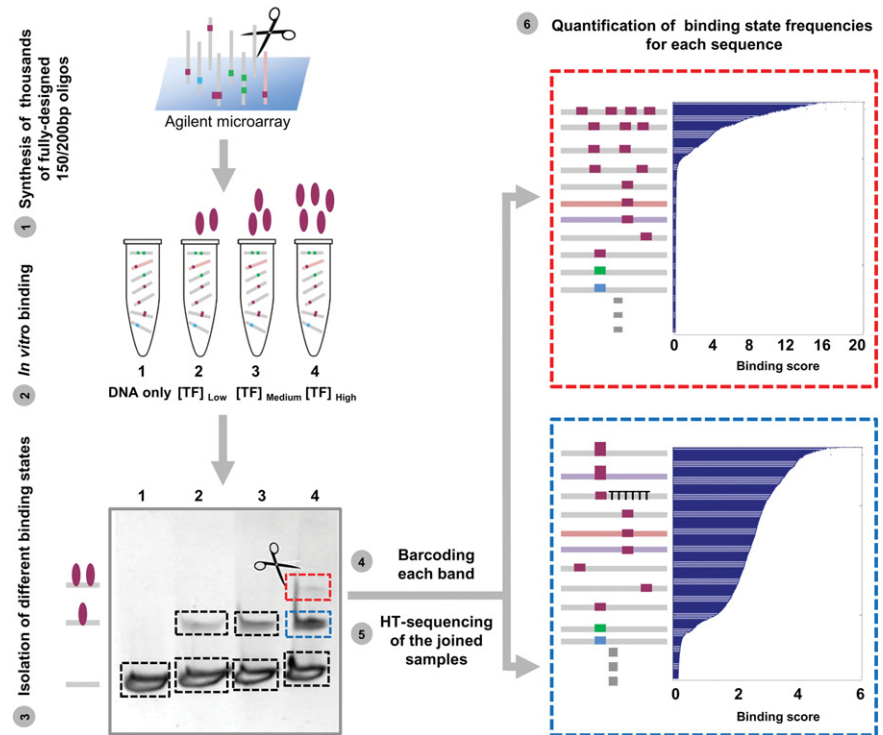 1 Synthesis of thousands
of fully-designed
150/200bp oligos
Agilent microarray
2 In vitro binding
1 2 3 4
DNA only [TF] Low [TF] Medium [TF] High
3 Isolation of different binding states
1 2 3 4
4 Barcoding
each band
5 HT-sequencing
of the joined
samples
6 Quantification of binding state frequencies
for each sequence
0 4 8 12 16 20
Binding score
0 2 4 6
Binding score